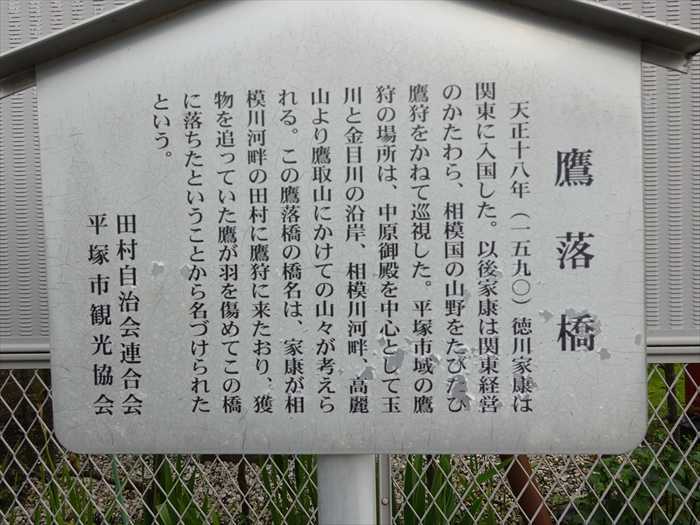 鷹落橋
天正十八年（一五九〇）徳川家康は
関東に入国した。以後家康は関東経営
のかたわら、相模国の山野をたびたび
鷹狩をかねて巡視した。平塚市域の鷹
狩の場所は、中原御殿を中心として玉
川と金目川の沿岸、相模川河畔、高麗
山より鷹取山にかけての山々が考えら
れる。この鷹落橋の橋名は、家康が相
模川河畔の田村に鷹狩に来たおり、獲
物を追っていた鷹が羽を傷めてこの橋
に落ちたということから名づけられた
という。
田村自治会連合会
平塚市観光協会